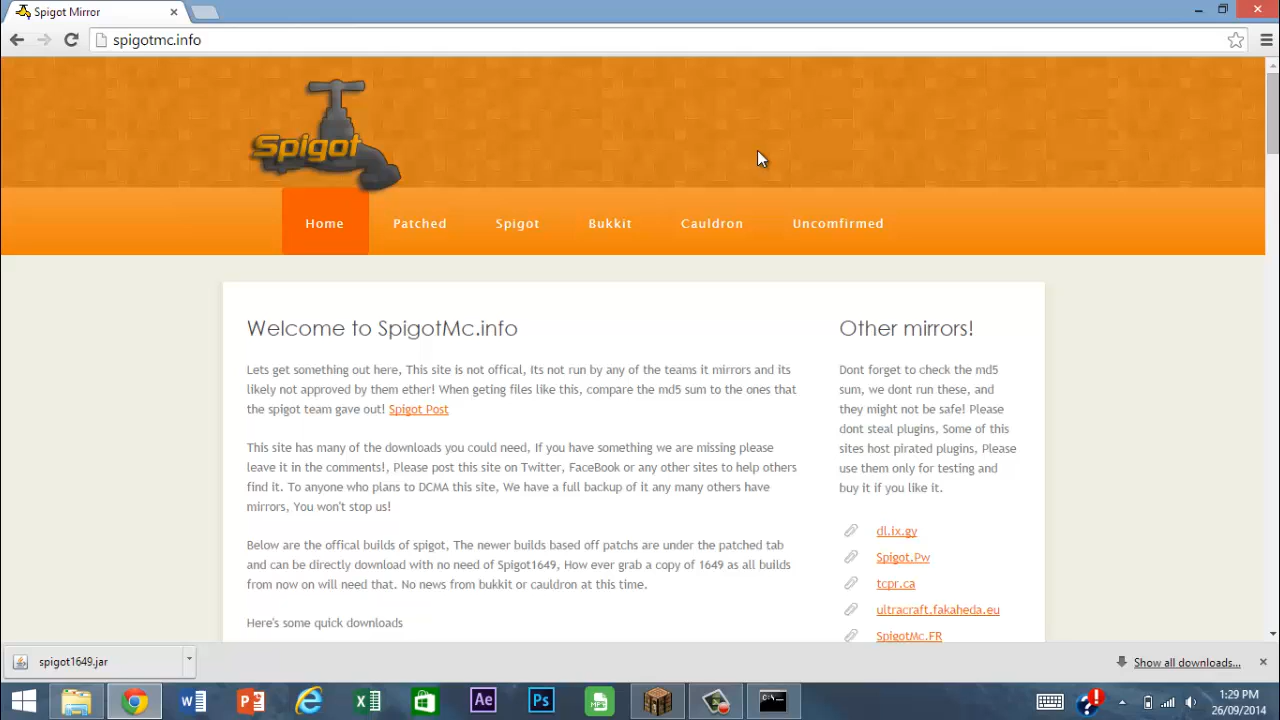 Spigot Mirror
spigotmc.info
Spigot
Home
Patched
Spigot
Bukkit
Cauldron
Uncomfirmed
Welcome to SpigotMc.info
Lets get something out here, This site is not offical, Its not run by any of the teams it mirrors and its
likely not approved by them ether! When geting files like this, compare the md5 sum to the ones that
the spigot team gave out! Spigot Post
This site has many of the downloads you could need, If you have something we are missing please
leave it in the comments!, Please post this site on Twitter, FaceBook or any other sites to help others
find it. To anyone who plans to DCMA this site, We have a full backup of it any many others have
mirrors, You won't stop us!
Below are the offical builds of spigot, The newer builds based off patchs are under the patched tab
and can be directly download with no need of Spigot1649, How ever grab a copy of 1649 as all builds
from now on will need that. No news from bukkit or cauldron at this time.
Here's some quick downloads
Other mirrors!
Dont forget to check the md5
sum, we dont run these, and
they might not be safe! Please
dont steal plugins, Some of this
sites host pirated plugins, Please
use them only for testing and
buy it if you like it.
dl.ix.gy
Spigot.Pw
tcpr.ca
ultracraft.fakaheda.eu
SpigotMc.FR
spigot1649.jar
Show all downloads...
Ae
Ps
MP3
1:29 PM
26/09/2014